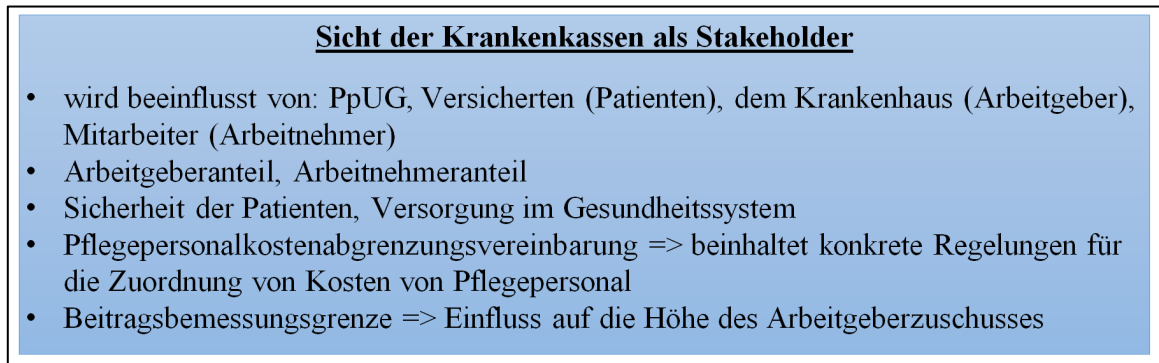 Sicht der Krankenkassen als Stakeholder
• wird beeinflusst von: PpUG, Versicherten (Patienten), dem Krankenhaus (Arbeitgeber),
Mitarbeiter (Arbeitnehmer)
• Arbeitgeberanteil, Arbeitnehmeranteil
• Sicherheit der Patienten, Versorgung im Gesundheitssystem
• Pflegepersonalkostenabgrenzungsvereinbarung => beinhaltet konkrete Regelungen für
die Zuordnung von Kosten von Pflegepersonal
• Beitragsbemessungsgrenze => Einfluss auf die Höhe des Arbeitgeberzuschusses